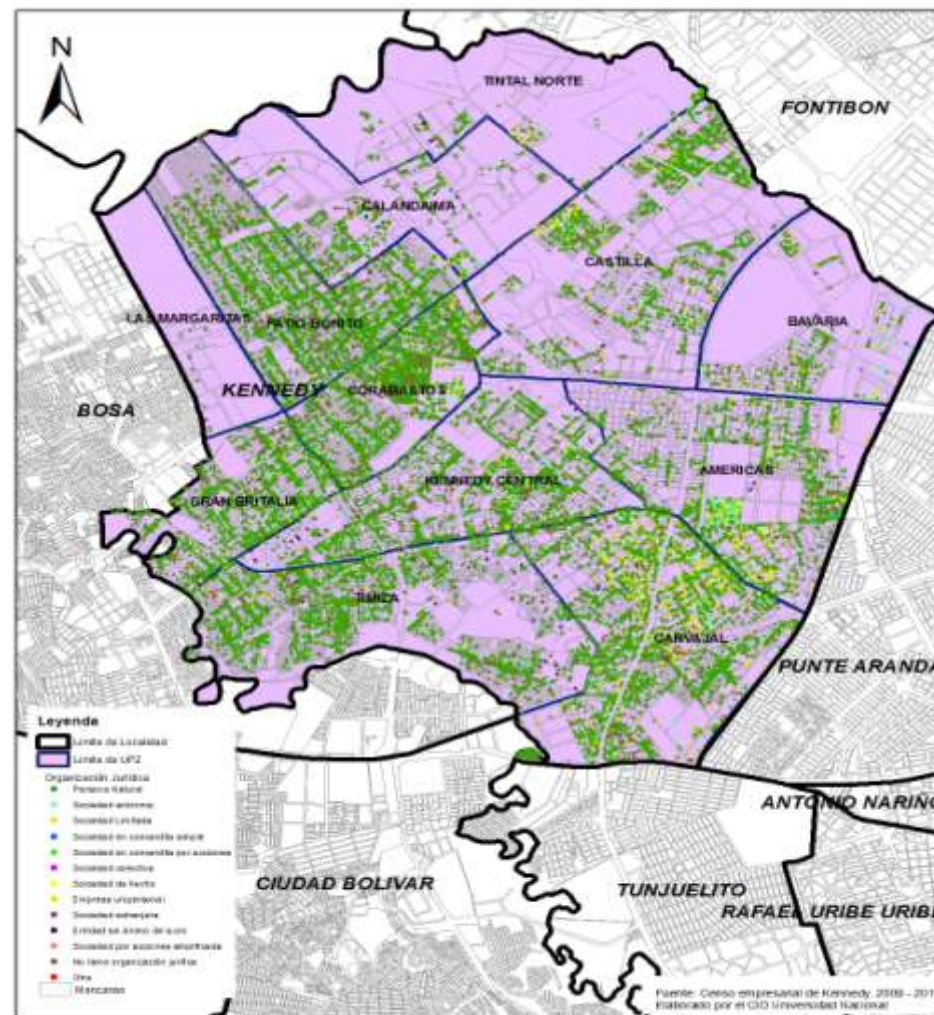 N
TINTAL NORTE
FONTIBON
CALANDAIMA
CASTILLA
BAVARIA
LAS MARGARITAS
PATIO BONITO
KENNEDY
CORABASTOS
BOSA
AMERICAS
KENNEDY CENTRAL
GRAN BRITALIA
TIMIZA
CARVAJAL
PUNTE ARANDA
Leyenda
Limite de Localidad
Limite de UPZ
Organización Jurídica
Persona Natural
Sociedad anónima
Sociedad Limitada
Sociedad en comandita simple
Sociedad en comandita por acciones
Sociedad colectiva
Sociedad de hecho
Empresa unipersonal
Sociedad extranjera
Entidad sin ánimo de lucro
Sociedad por acciones simplificada
No tiene organización jurídica
Otra
Manzanas
ANTONIO NARIÑO
CIUDAD BOLIVAR
TUNJUELITO
RAFAEL URIBE URIBE
Fuente: Censo empresarial de Kennedy, 2009 - 201
Elaborado por el CID Universidad Nacional